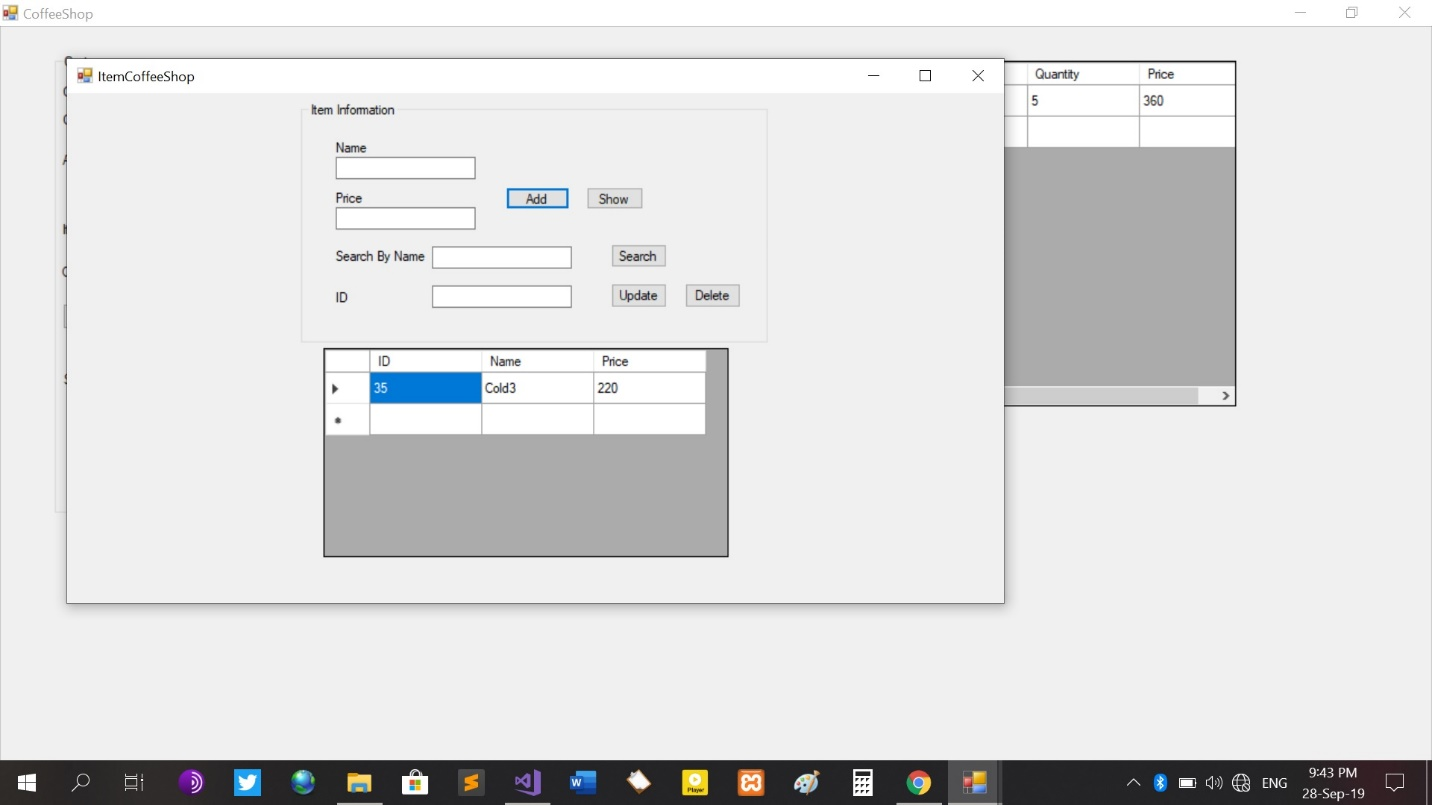 CoffeeShop
ItemCoffeeShop
Quantity Price
5 360
Item Information
Name
Price
Add Show
Search By Name Search
ID Update Delete
ID Name Price
35 Cold3 220
Player
ENG
9:43 PM
28-Sep-19